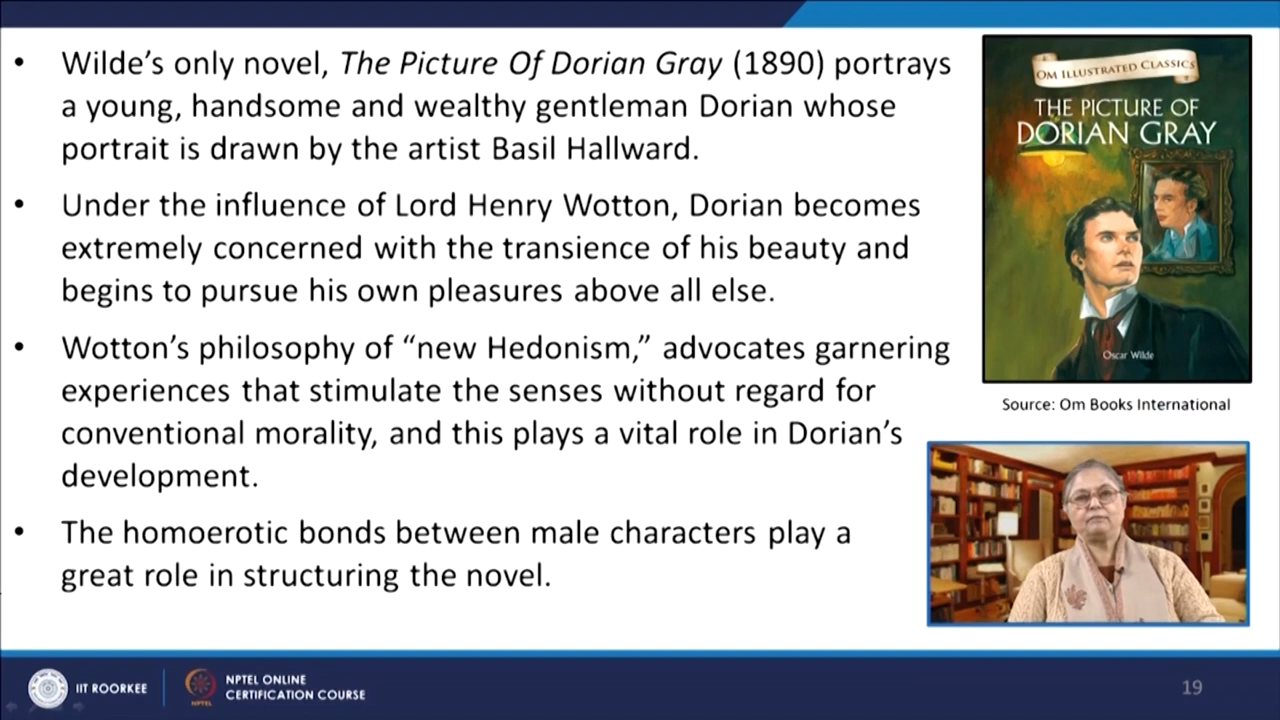 • Wilde’s only novel, The Picture Of Dorian Gray (1890) portrays
a young, handsome and wealthy gentleman Dorian whose
portrait is drawn by the artist Basil Hallward.
• Under the influence of Lord Henry Wotton, Dorian becomes
extremely concerned with the transience of his beauty and
begins to pursue his own pleasures above all else.
• Wotton’s philosophy of “new Hedonism,” advocates garnering
experiences that stimulate the senses without regard for
conventional morality, and this plays a vital role in Dorian’s
development.
• The homoerotic bonds between male characters play a
great role in structuring the novel.
OM ILLUSTRATED CLASSICS
THE PICTURE OF
DORIAN GRAY
Oscar Wilde
Source: Om Books International
IIT ROORKEE
NPTEL
NPTEL ONLINE
CERTIFICATION COURSE
19